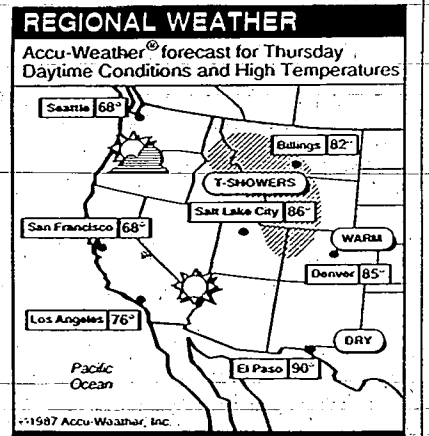 REGIONAL WEATHER
Accu-Weather® forecast for Thursday
Daytime Conditions and High Temperatures
Seattle 68°
Billings 82°
T-SHOWERS
Salt Lake City 86°
San Francisco 68°
WARM
Denver 85°
Los Angeles 76°
DRY
El Paso 90°
Pacific
Ocean
©1987 Accu-Weather, Inc.